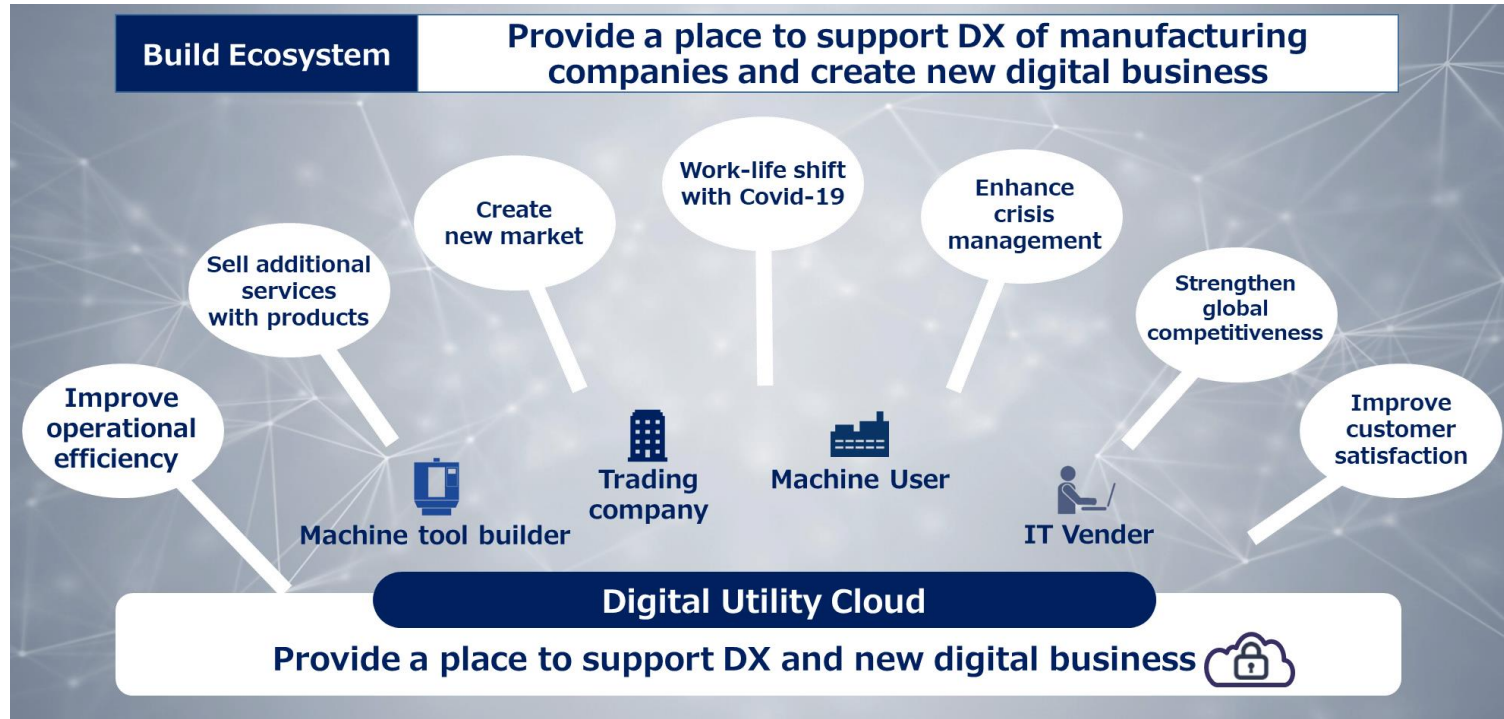 Build Ecosystem
Provide a place to support DX of manufacturing
companies and create new digital business
Improve
operational
efficiency
Sell additional
services
with products
Create
new market
Work-life shift
with Covid-19
Enhance
crisis
management
Strengthen
global
competitiveness
Improve
customer
satisfaction
Machine tool builder
Trading
company
Machine User
IT Vender
Digital Utility Cloud
Provide a place to support DX and new digital business